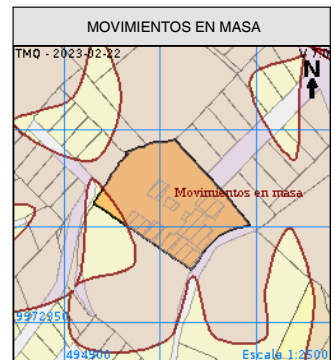 MOVIMIENTOS EN MASA
TMQ - 2023-02-22
N
Movimientos en masa
9972350
494900
Escala 1:2500